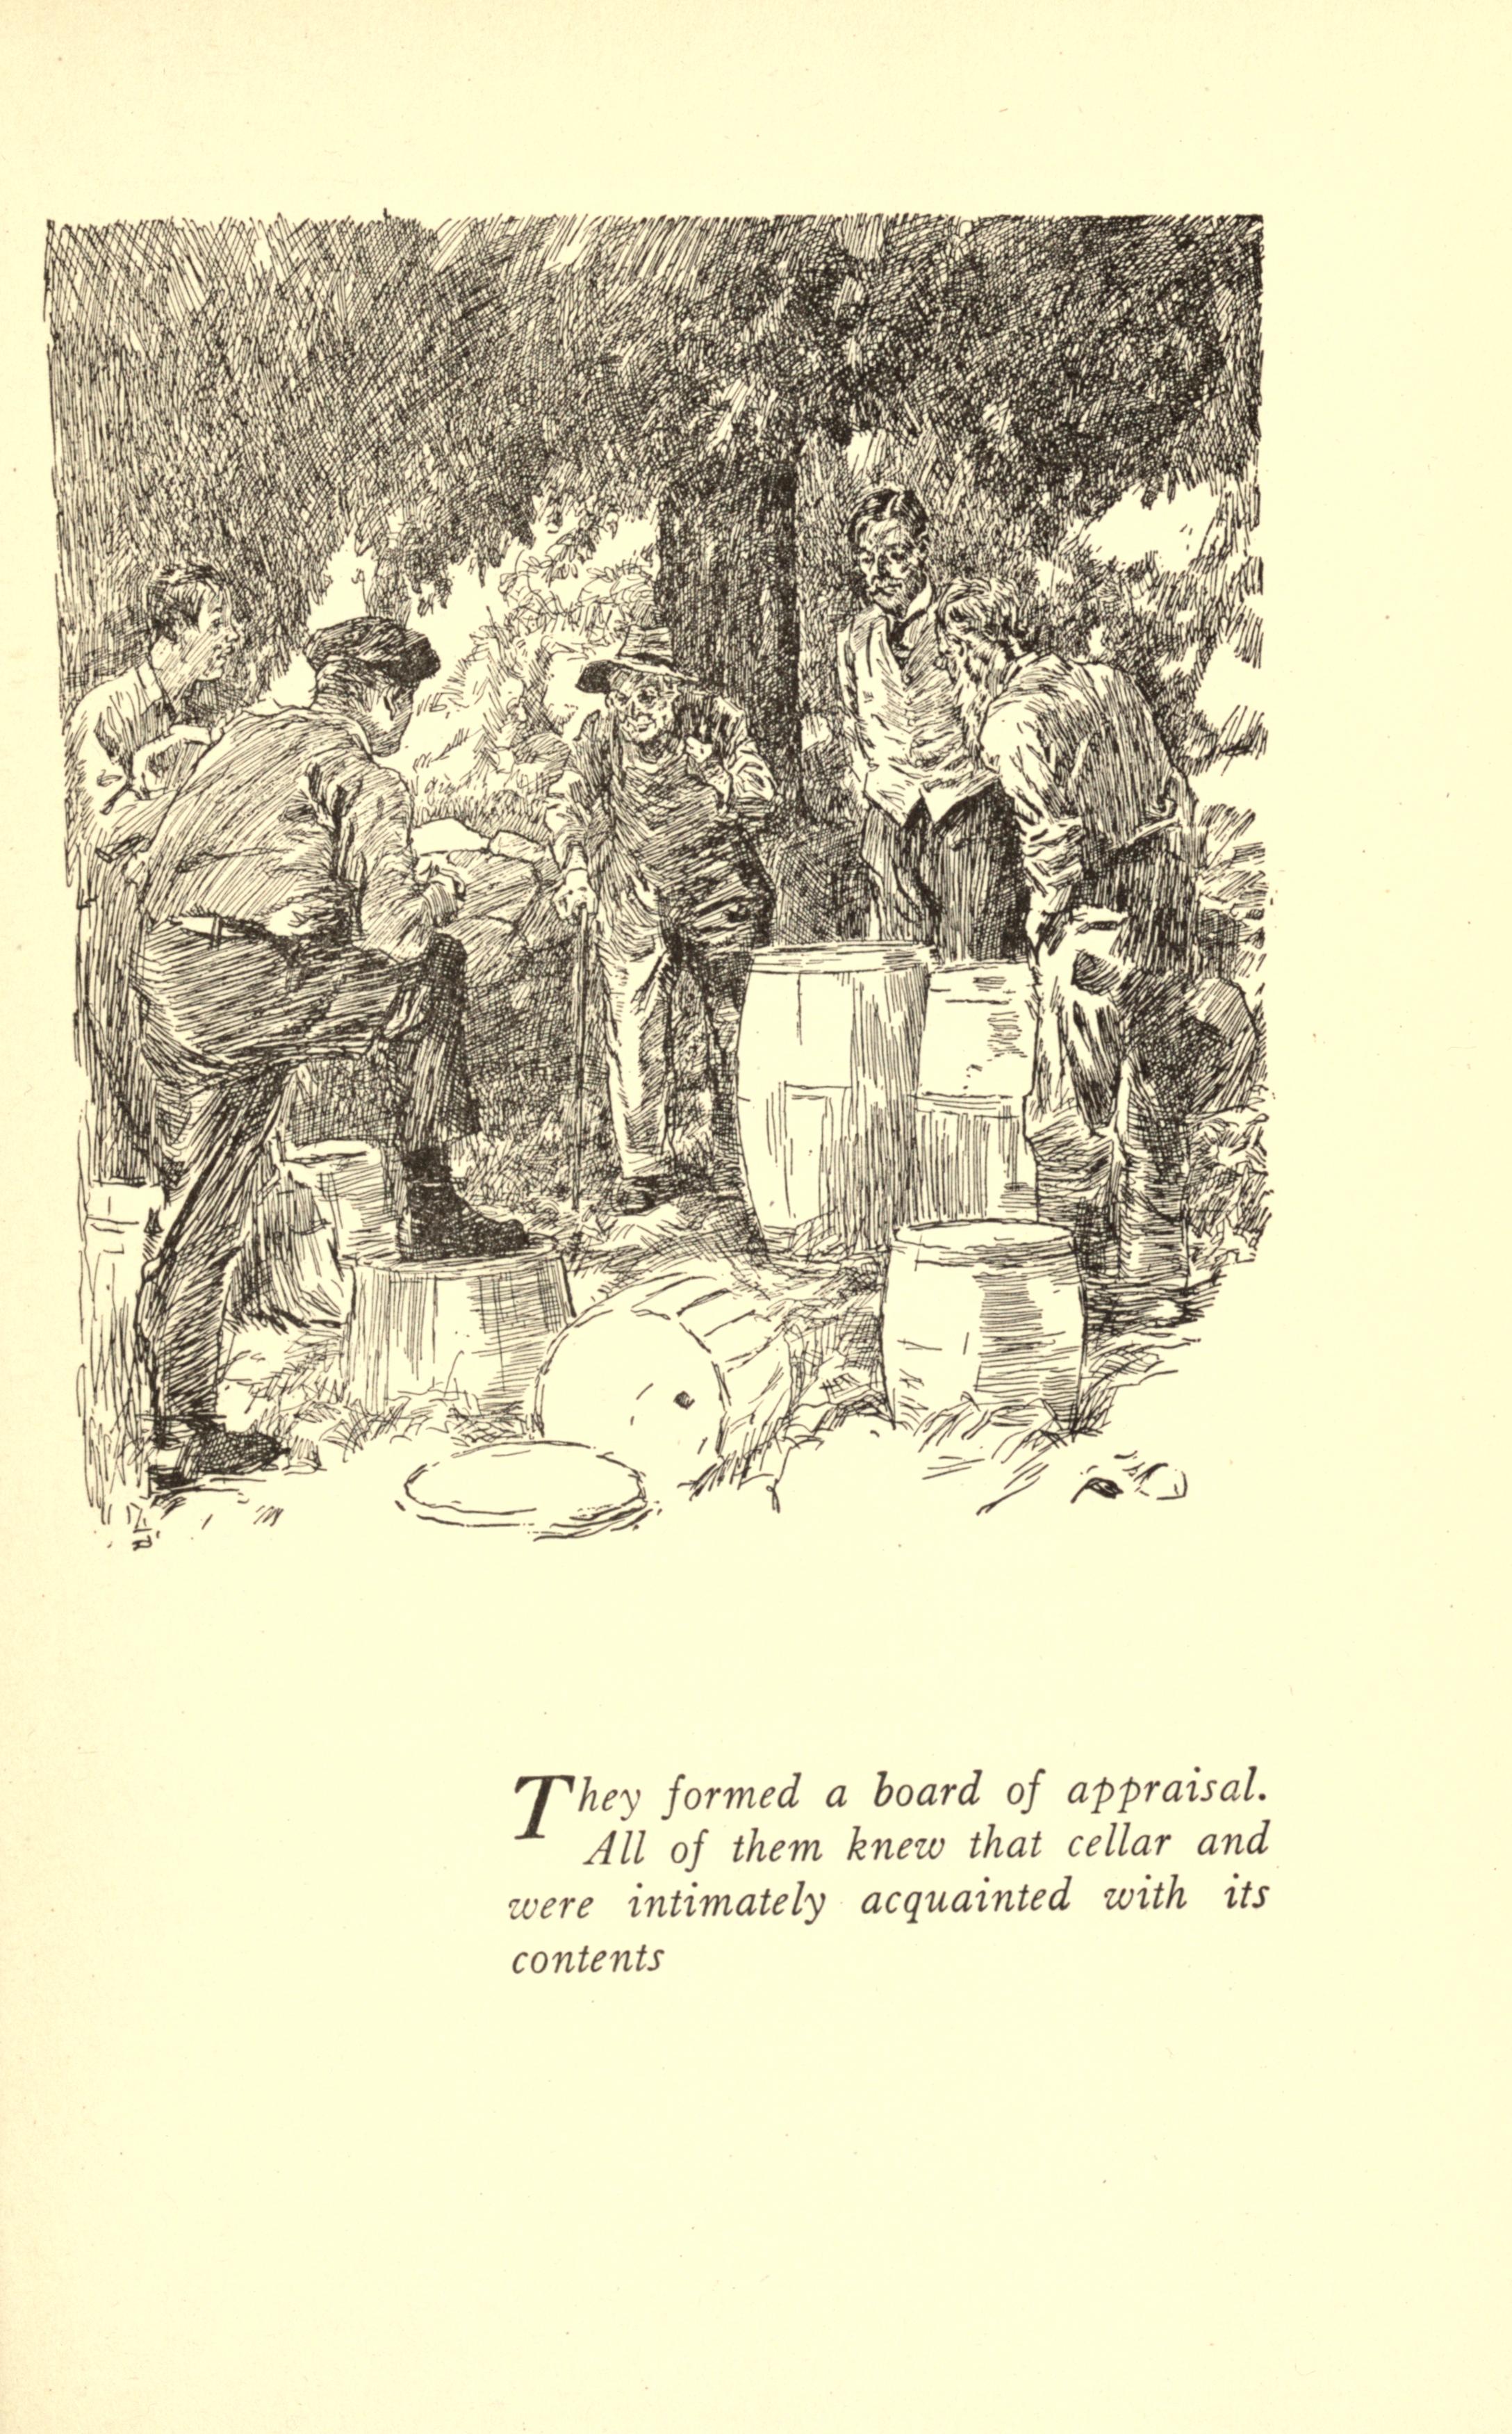 They formed a board of appraisal.
All of them knew that cellar and
were intimately acquainted with its
contents